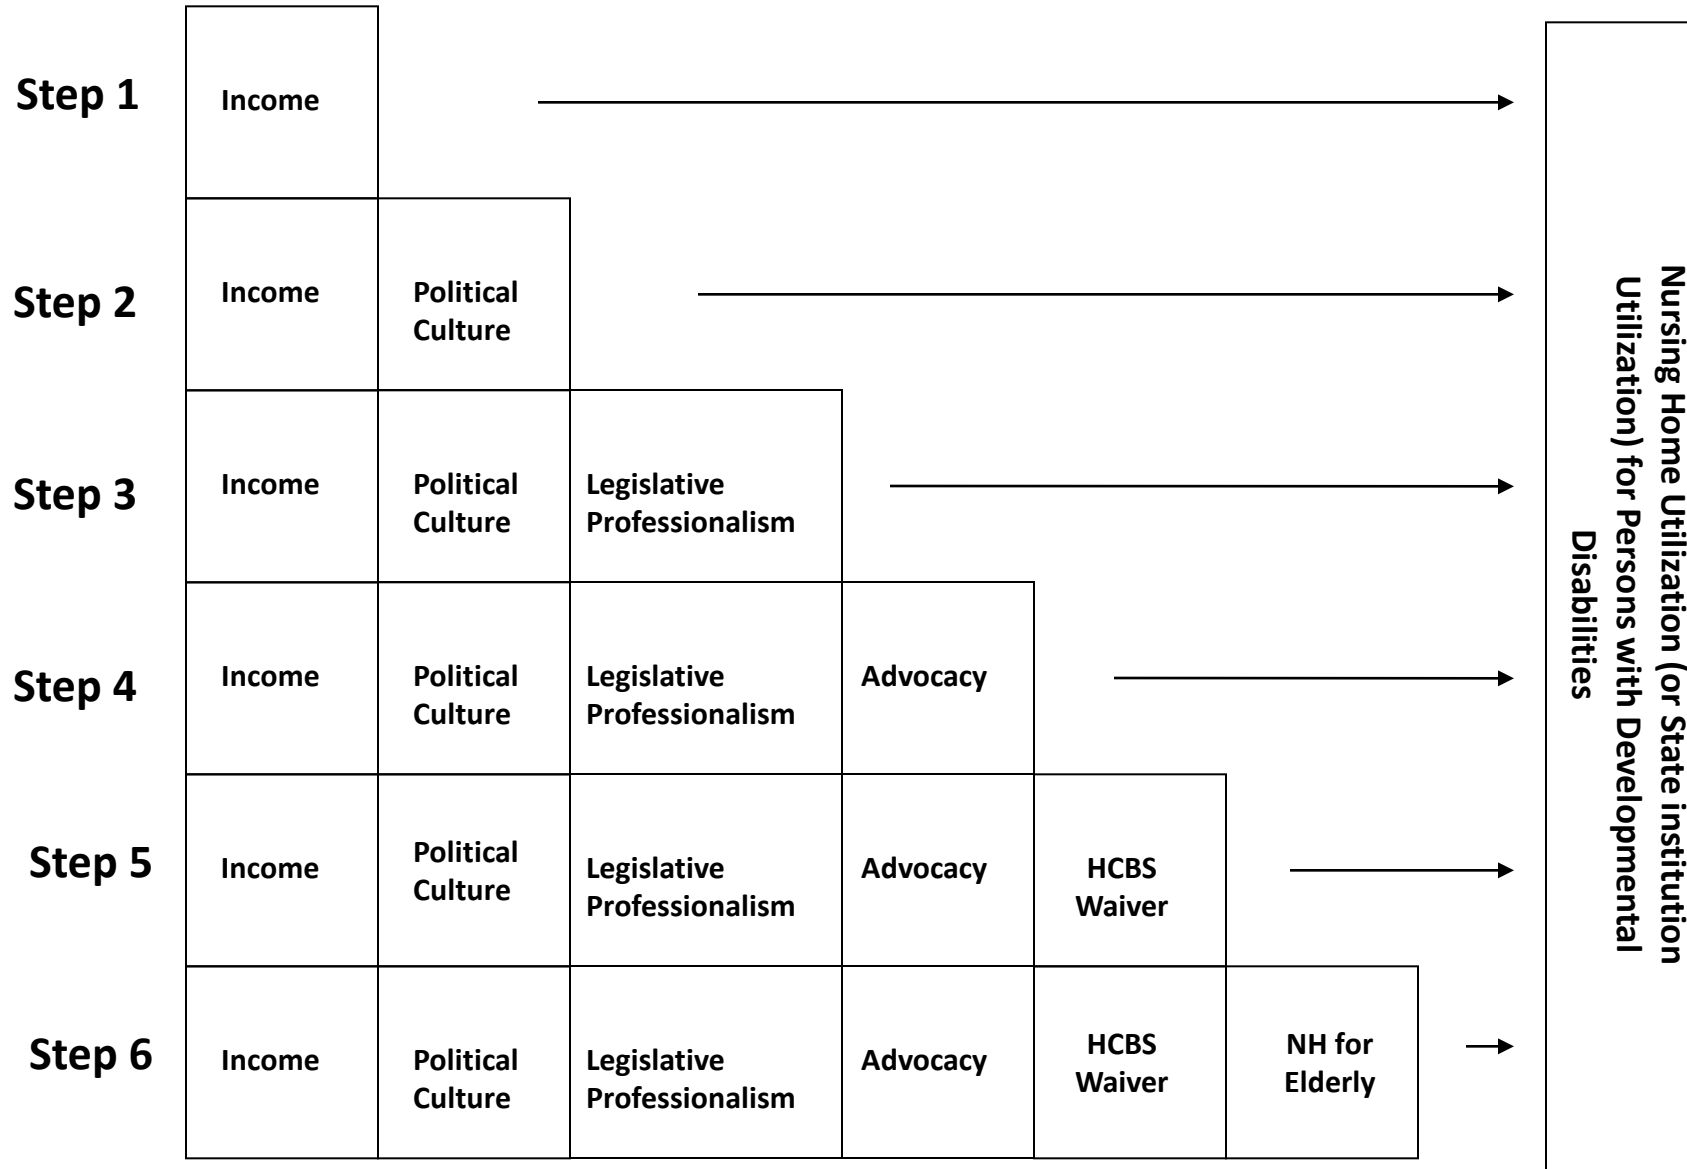 Step 1
Income
Step 2
Income
Political
Culture
Step 3
Income
Political
Culture
Legislative
Professionalism
Step 4
Income
Political
Culture
Legislative
Professionalism
Advocacy
Step 5
Income
Political
Culture
Legislative
Professionalism
Advocacy
HCBS
Waiver
Step 6
Income
Political
Culture
Legislative
Professionalism
Advocacy
HCBS
Waiver
NH for
Elderly
Nursing Home Utilization (or State institution
Utilization) for Persons with Developmental
Disabilities